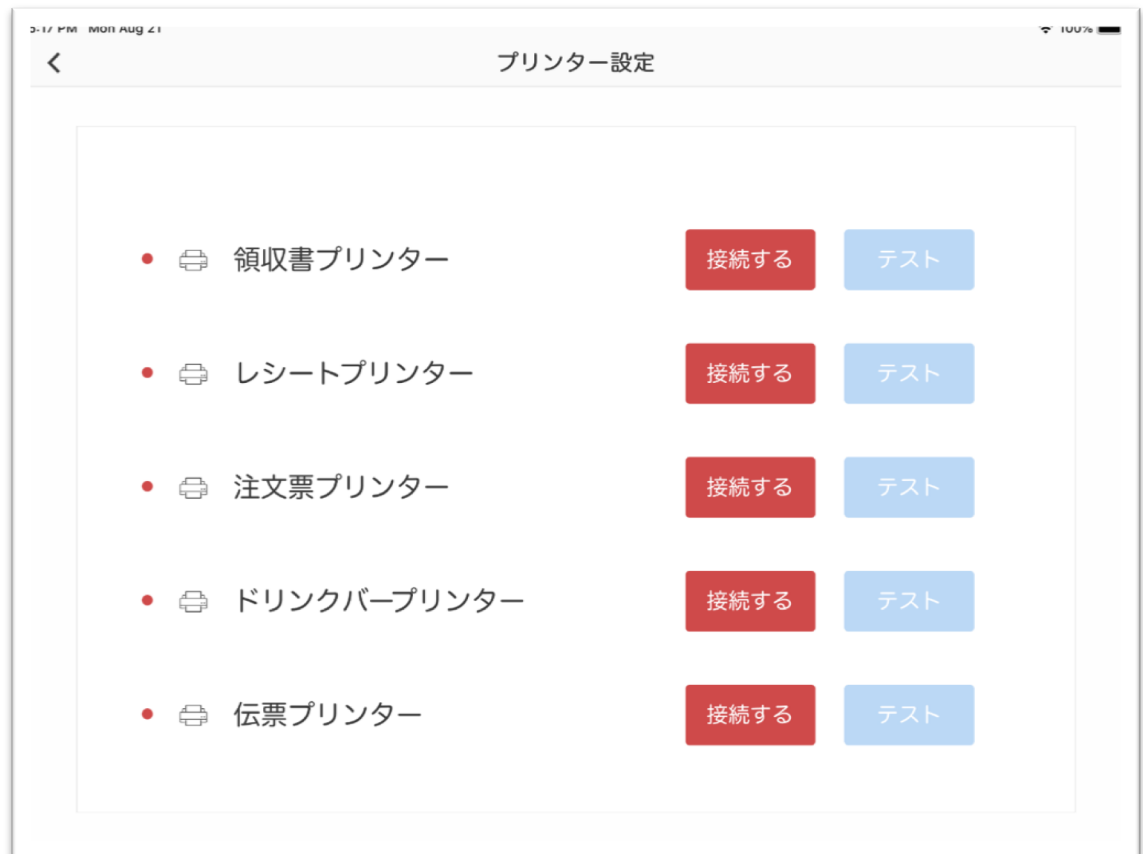 5:17 PM Mon Aug 21 100%
プリンター設定
領収書プリンター 接続する テスト
レシートプリンター 接続する テスト
注文票プリンター 接続する テスト
ドリンクバープリンター 接続する テスト
伝票プリンター 接続する テスト